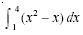 ∫₁⁴ (x² − x) dx